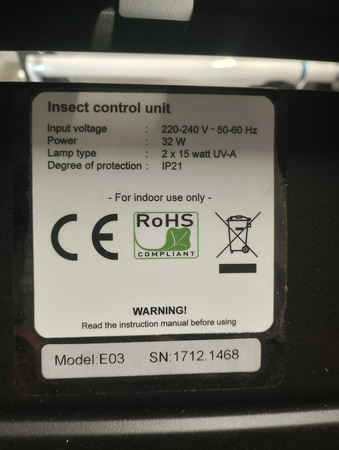 Insect control unit
Input voltage : 220-240 V ~ 50-60 Hz
Power : 32 W
Lamp type : 2 x 15 watt UV-A
Degree of protection : IP21
- For indoor use only -
CE
RoHS
COMPLIANT
WARNING!
Read the instruction manual before using
Model:E03 SN:1712.1468